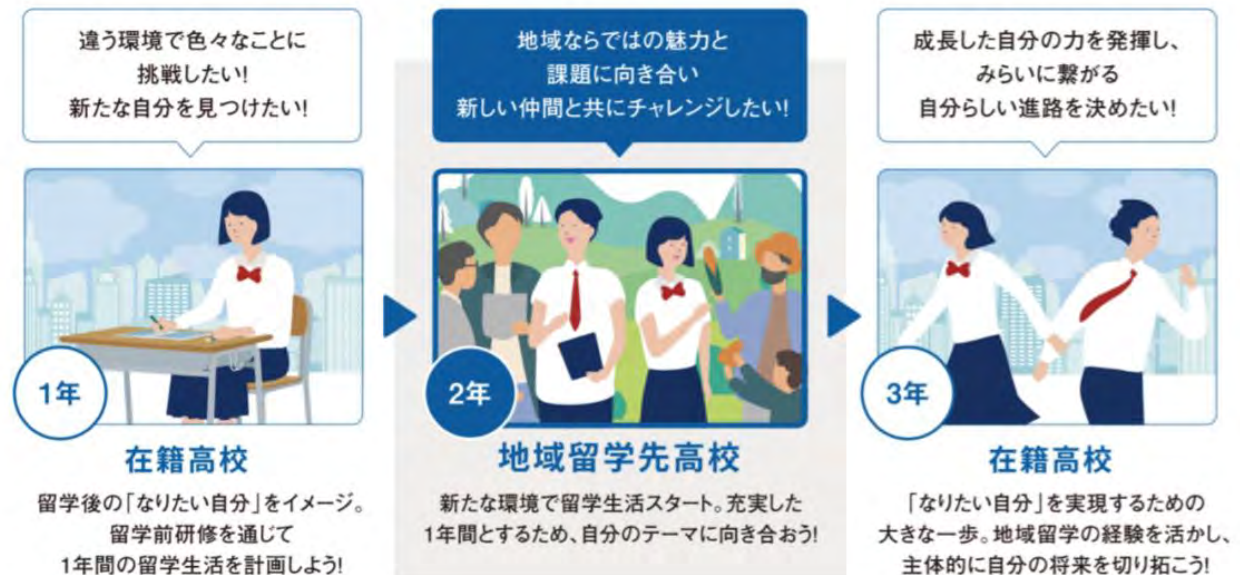 違う環境で色々なことに
挑戦したい!
新たな自分を見つけたい!
1年
在籍高校
留学後の「なりたい自分」をイメージ。
留学前研修を通じて
1年間の留学生活を計画しよう!
地域ならではの魅力と
課題に向き合い
新しい仲間と共にチャレンジしたい!
2年
地域留学先高校
新たな環境で留学生活スタート。充実した
1年間とするため、自分のテーマに向き合おう!
成長した自分の力を発揮し、
みらいに繋がる
自分らしい進路を決めたい!
3年
在籍高校
「なりたい自分」を実現するための
大きな一歩。地域留学の経験を活かし、
主体的に自分の将来を切り拓こう!